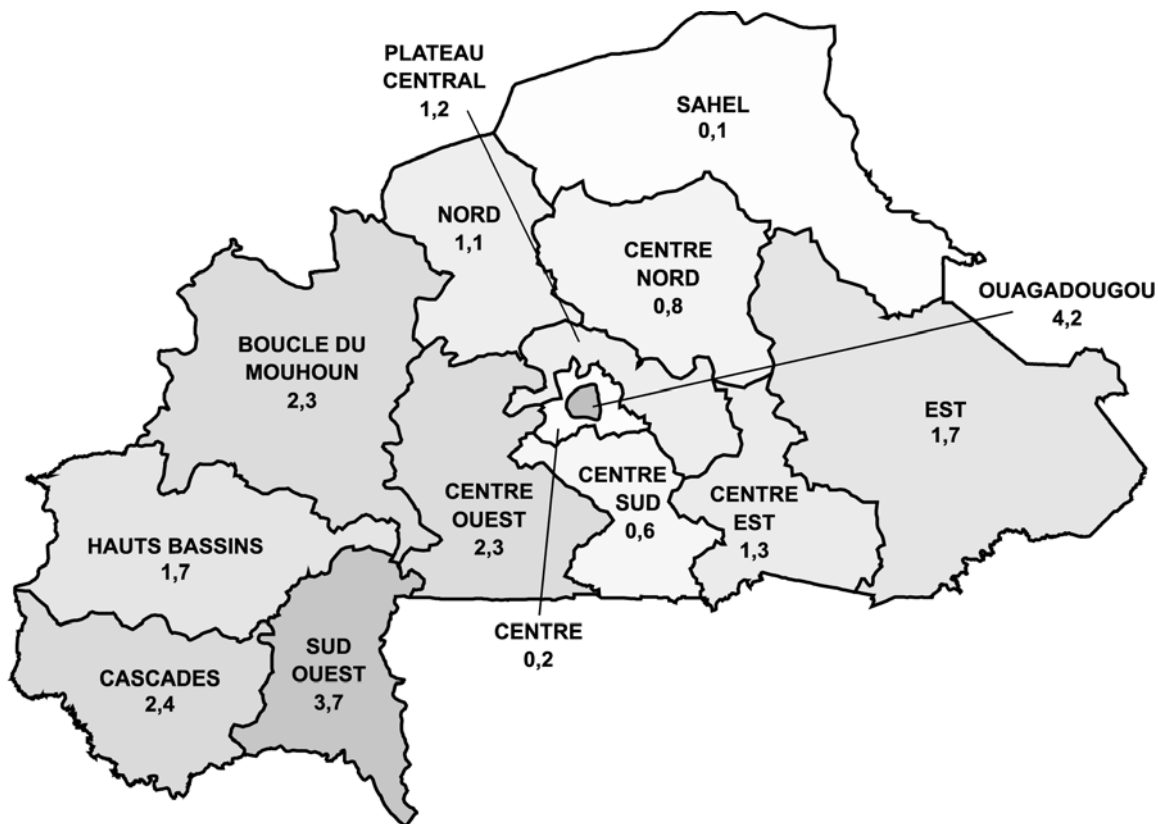 PLATEAU
CENTRAL
1,2
SAHEL
0,1
NORD
1,1
CENTRE
NORD
0,8
OUAGADOUGOU
4,2
BOUCLE DU
MOUHOUN
2,3
EST
1,7
CENTRE
OUEST
2,3
CENTRE
SUD
0,6
CENTRE
EST
1,3
HAUTS BASSINS
1,7
CENTRE
0,2
SUD
OUEST
3,7
CASCADES
2,4